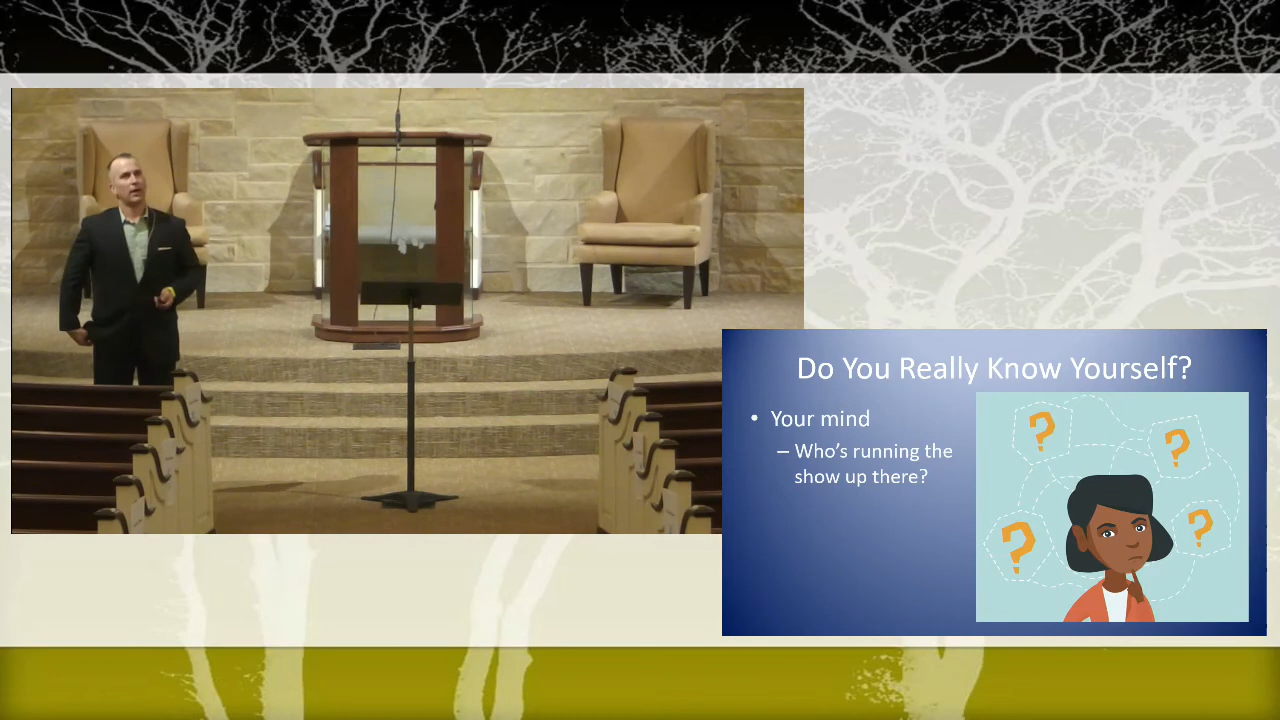 Do You Really Know Yourself?
• Your mind
– Who's running the
show up there?
? ? ? ?